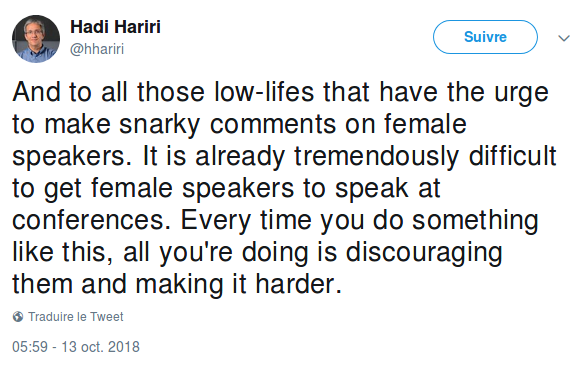 Hadi Hariri
@hhariri
Suivre
And to all those low-lifes that have the urge
to make snarky comments on female
speakers. It is already tremendously difficult
to get female speakers to speak at
conferences. Every time you do something
like this, all you're doing is discouraging
them and making it harder.
Traduire le Tweet
05:59 - 13 oct. 2018